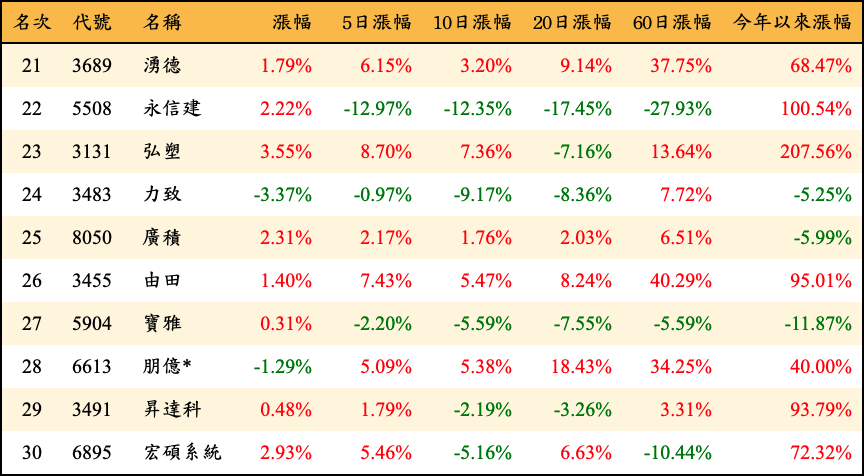 名次 代號 名稱 漲幅 5日漲幅 10日漲幅 20日漲幅 60日漲幅 今年以來漲幅
21 3689 湧德 1.79% 6.15% 3.20% 9.14% 37.75% 68.47%
22 5508 永信建 2.22% -12.97% -12.35% -17.45% -27.93% 100.54%
23 3131 弘塑 3.55% 8.70% 7.36% -7.16% 13.64% 207.56%
24 3483 力致 -3.37% -0.97% -9.17% -8.36% 7.72% -5.25%
25 8050 廣積 2.31% 2.17% 1.76% 2.03% 6.51% -5.99%
26 3455 由田 1.40% 7.43% 5.47% 8.24% 40.29% 95.01%
27 5904 寶雅 0.31% -2.20% -5.59% -7.55% -5.59% -11.87%
28 6613 朋億* -1.29% 5.09% 5.38% 18.43% 34.25% 40.00%
29 3491 昇達科 0.48% 1.79% -2.19% -3.26% 3.31% 93.79%
30 6895 宏碩系統 2.93% 5.46% -5.16% 6.63% -10.44% 72.32%